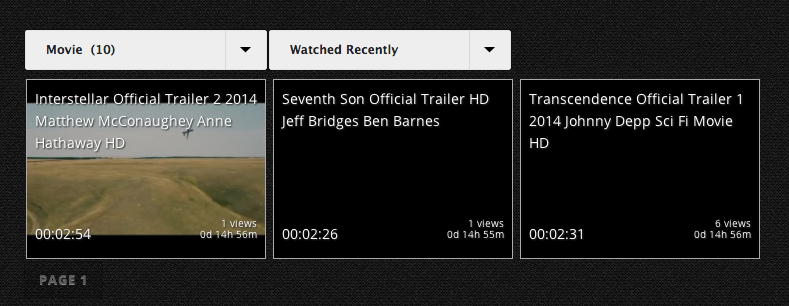 Movie (10)
Watched Recently
Interstellar Official Trailer 2 2014
Matthew McConaughey Anne
Hathaway HD
00:02:54
1 views
0d 14h 56m
Seventh Son Official Trailer HD
Jeff Bridges Ben Barnes
00:02:26
1 views
0d 14h 55m
Transcendence Official Trailer 1
2014 Johnny Depp Sci Fi Movie
HD
00:02:31
6 views
0d 14h 56m
PAGE 1